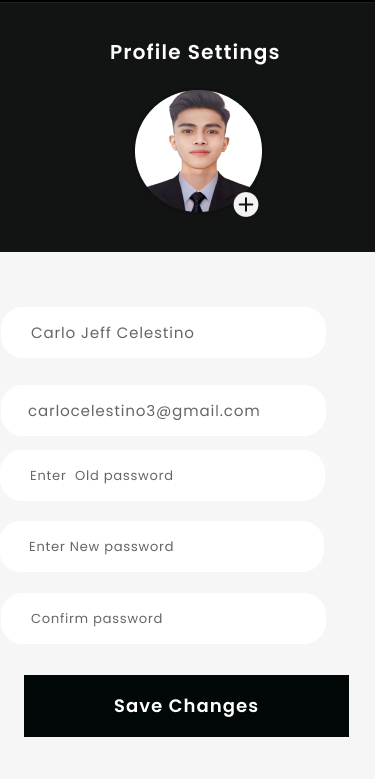 Profile Settings
Carlo Jeff Celestino
carlocelestino3@gmail.com
Enter  Old password
Enter New password
Confirm password
Save Changes